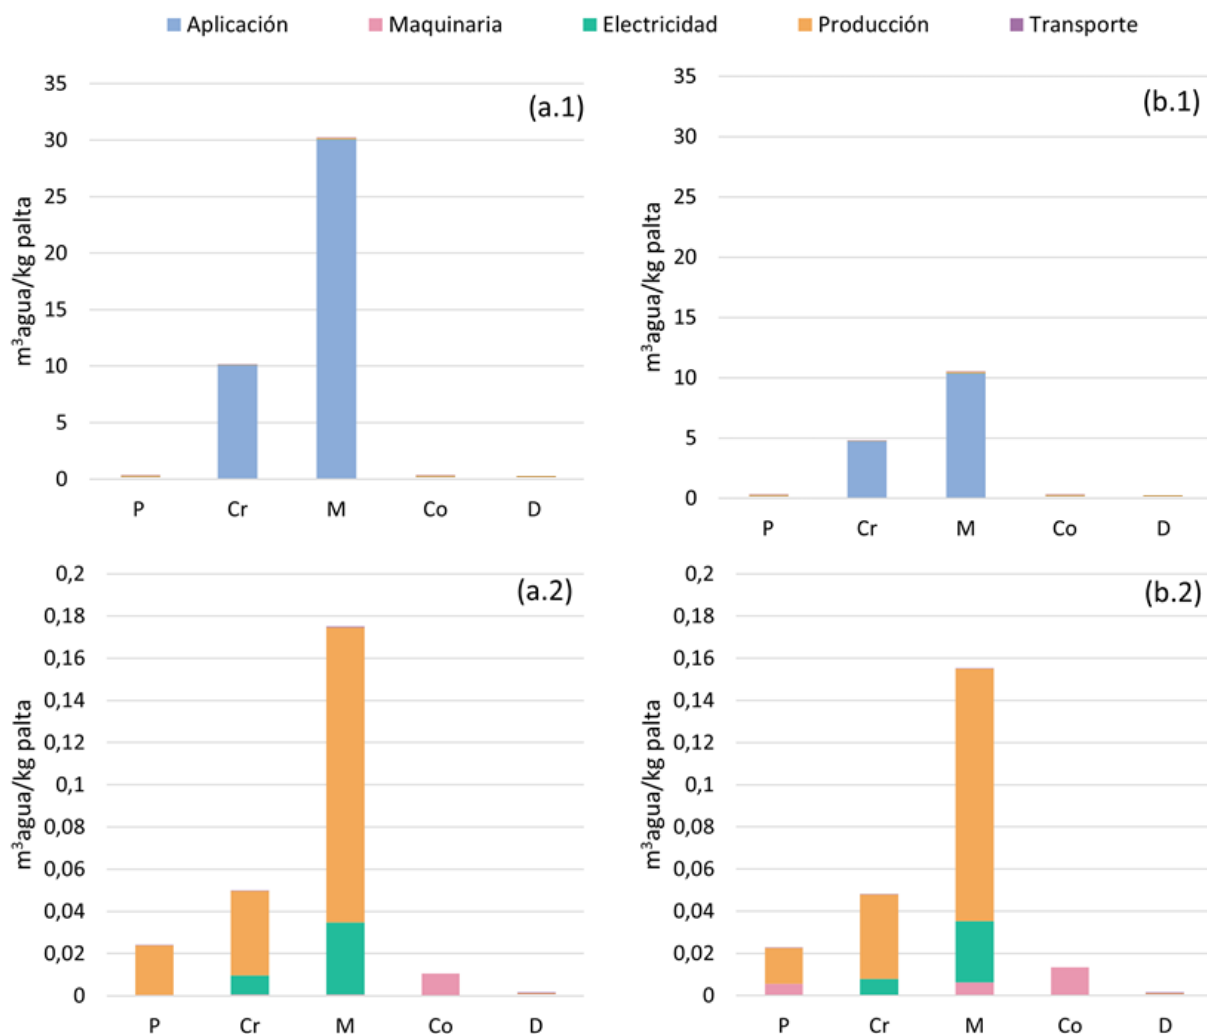 Aplicación Maquinaria Electricidad Producción Transporte
(a.1)
m³agua/kg palta
35
30
25
20
15
10
5
0
P Cr M Co D
(b.1)
m³agua/kg palta
35
30
25
20
15
10
5
0
P Cr M Co D
(a.2)
m³agua/kg palta
0,2
0,18
0,16
0,14
0,12
0,1
0,08
0,06
0,04
0,02
0
P Cr M Co D
(b.2)
m³agua/kg palta
0,2
0,18
0,16
0,14
0,12
0,1
0,08
0,06
0,04
0,02
0
P Cr M Co D